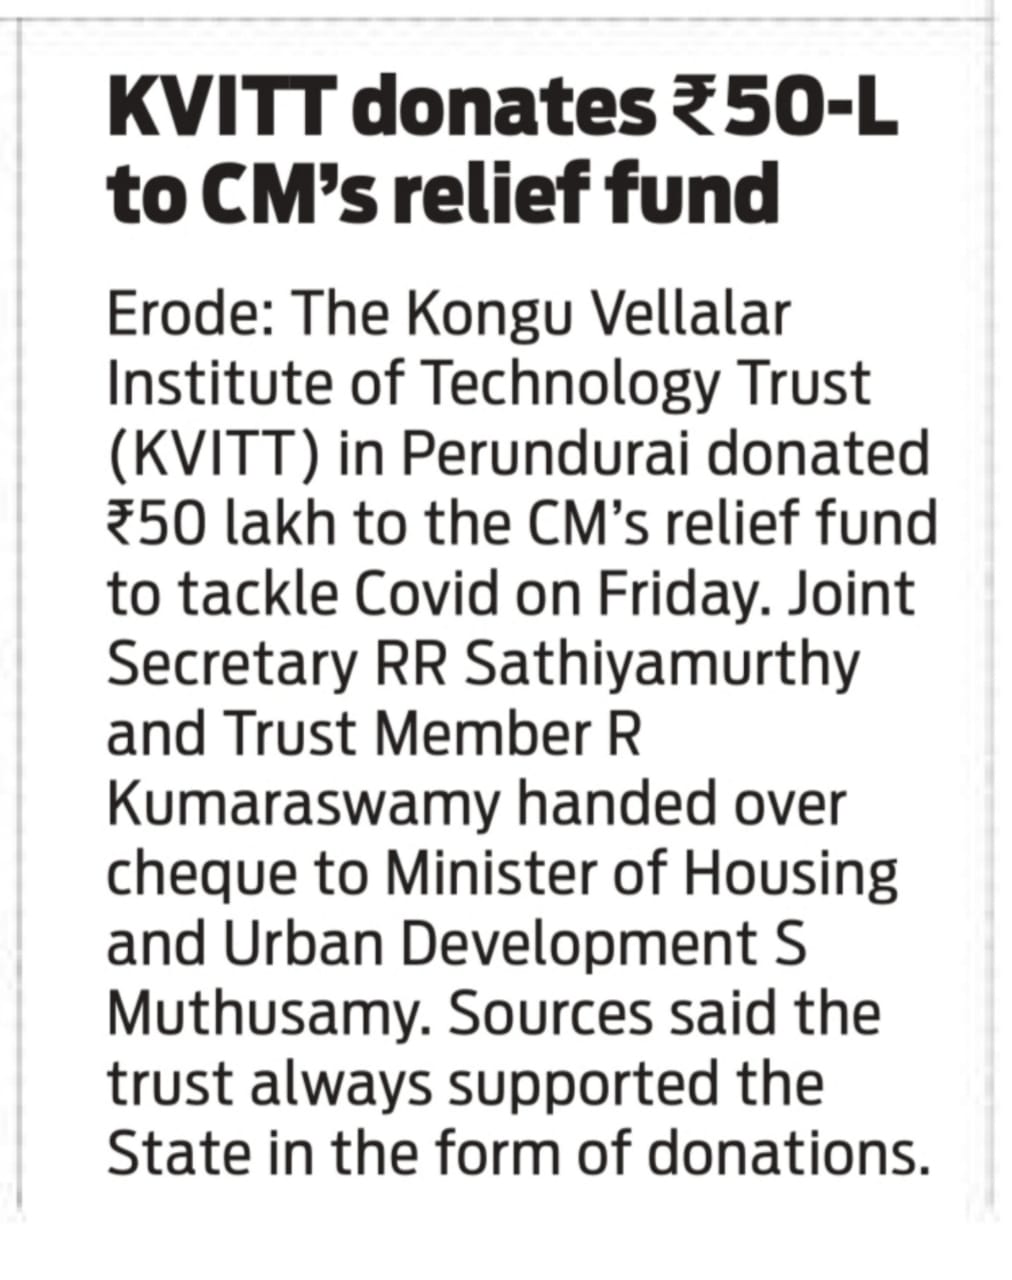 KVITT donates ₹50-L
to CM’s relief fund
Erode: The Kongu Vellalar
Institute of Technology Trust
(KVITT) in Perundurai donated
₹50 lakh to the CM’s relief fund
to tackle Covid on Friday. Joint
Secretary RR Sathiyamurthy
and Trust Member R
Kumaraswamy handed over
cheque to Minister of Housing
and Urban Development S
Muthusamy. Sources said the
trust always supported the
State in the form of donations.